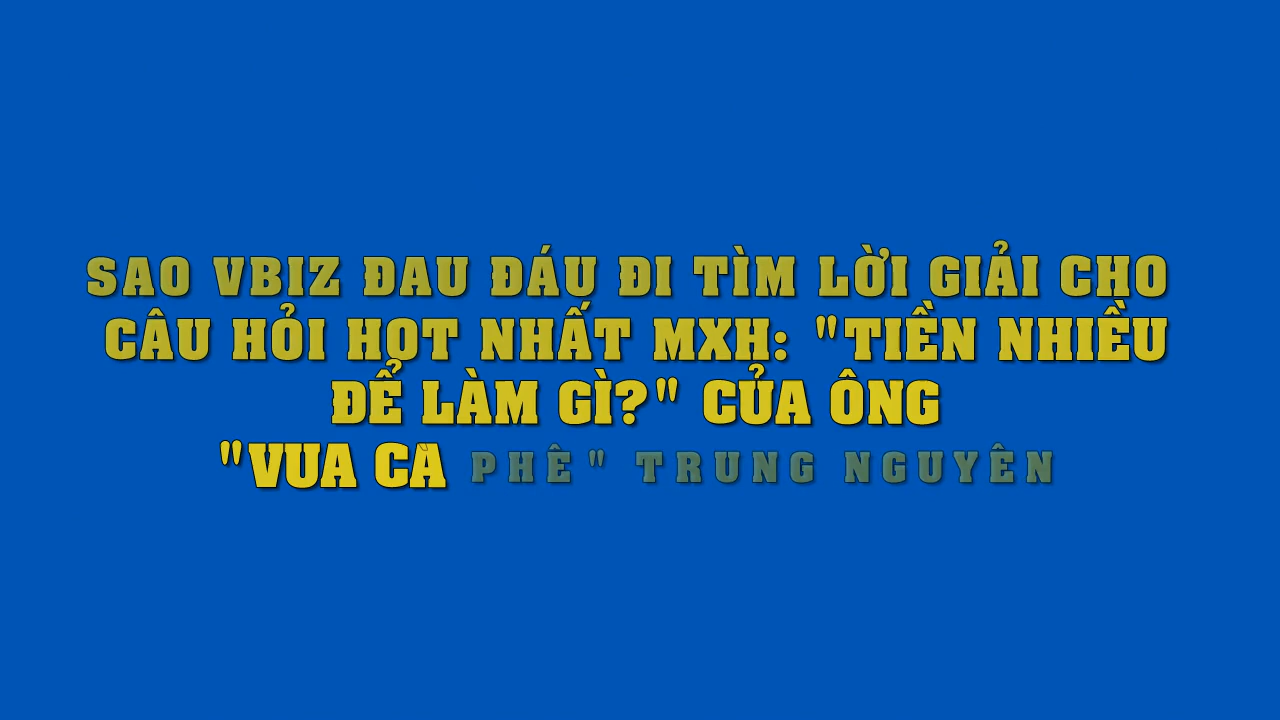 SAO VBIZ ĐAU ĐÁU ĐI TÌM LỜI GIẢI CHO
CÂU HỎI HOT NHẤT MXH: "TIỀN NHIỀU
ĐỂ LÀM GÌ?" CỦA ÔNG
"VUA CÀ PHÊ" TRUNG NGUYÊN